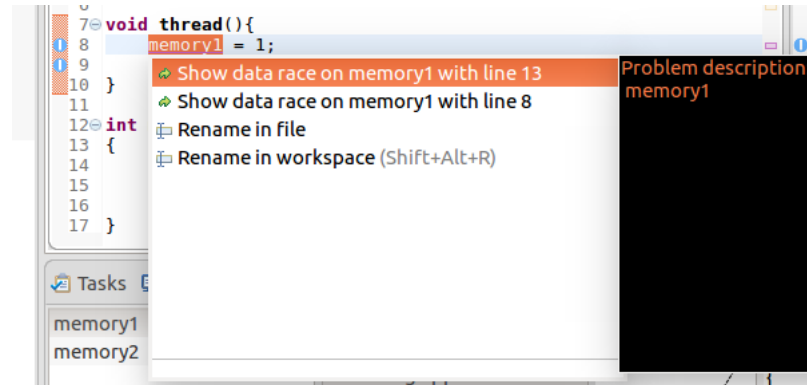 7 void thread(){
8 memory1 = 1;
9
10 }
11
12 int
13 {
14
15
16
17 }
Show data race on memory1 with line 13
Show data race on memory1 with line 8
Rename in file
Rename in workspace (Shift+Alt+R)
Problem description
memory1
Tasks
memory1
memory2
{